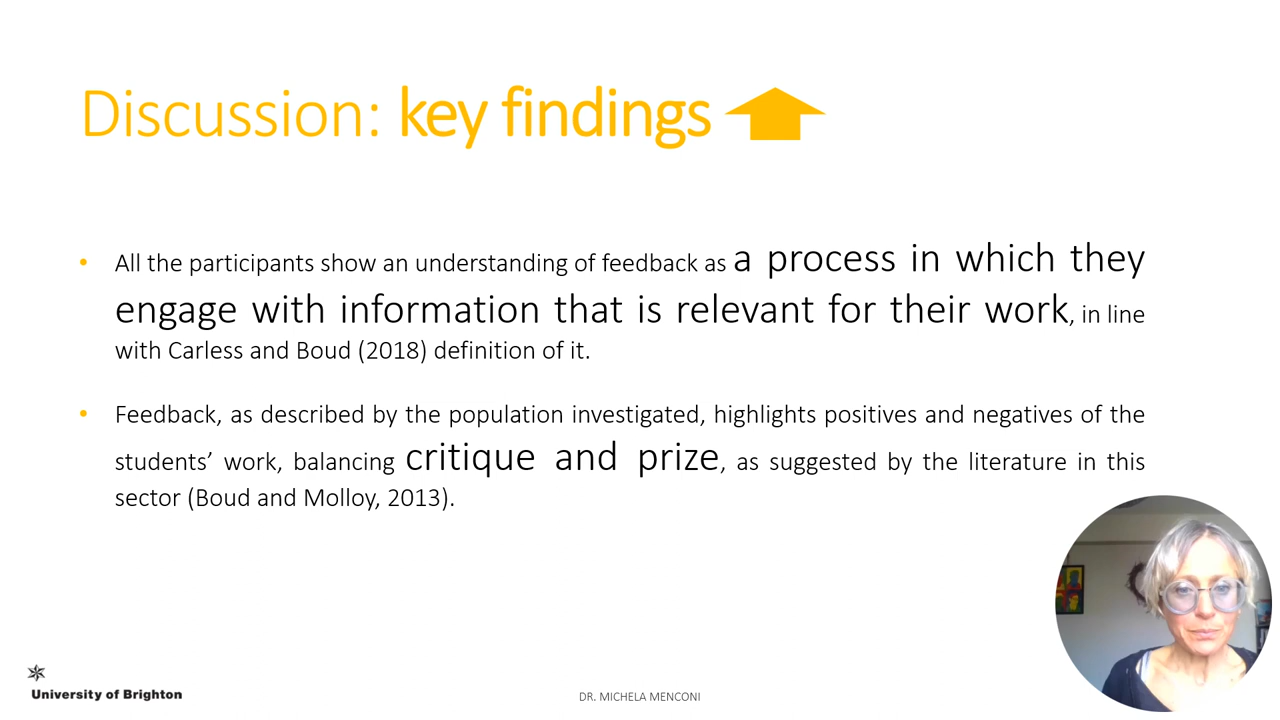 Discussion: key findings
• All the participants show an understanding of feedback as a process in which they
engage with information that is relevant for their work, in line
with Carless and Boud (2018) definition of it.
• Feedback, as described by the population investigated, highlights positives and negatives of the
students’ work, balancing critique and prize, as suggested by the literature in this
sector (Boud and Molloy, 2013).
University of Brighton
DR. MICHELA MENCONI